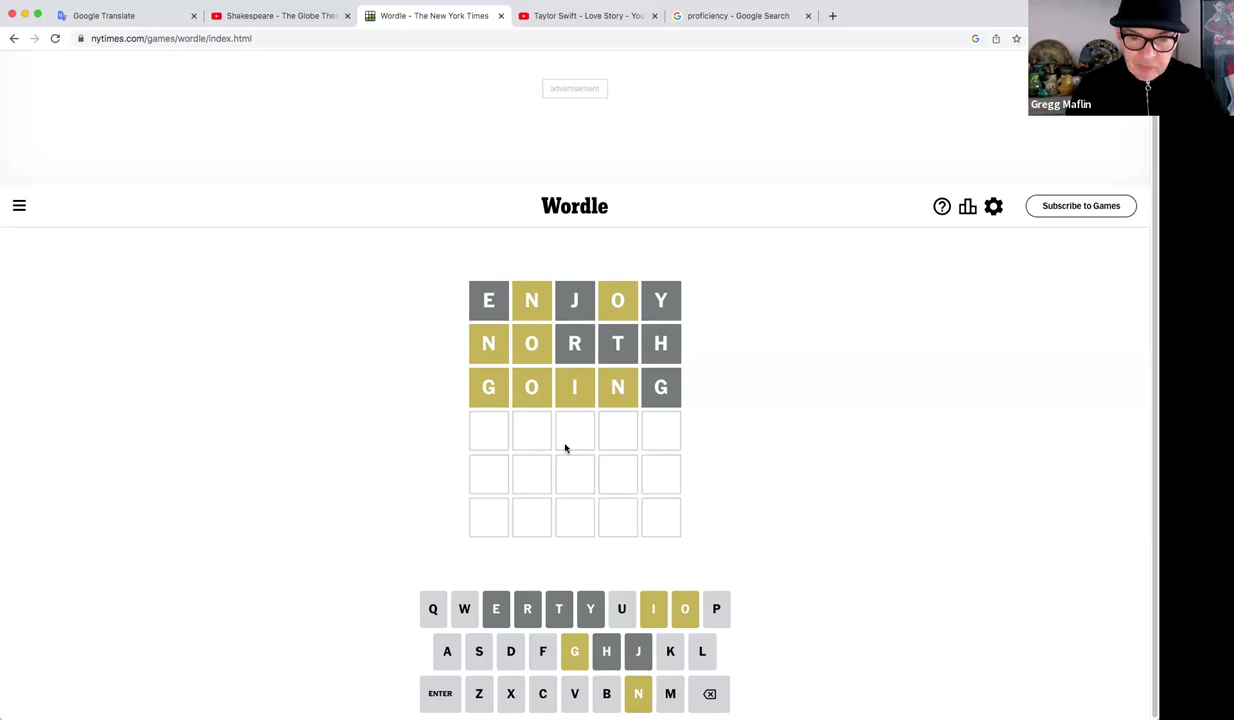 Google Translate
Shakespeare - The Globe Thea
Wordle - The New York Times
Taylor Swift - Love Story - You
proficiency - Google Search
nytimes.com/games/wordle/index.html
advertisement
Gregg Maflin
Wordle
Subscribe to Games
E N J O Y
N O R T H
G O I N G
Q W E R T Y U I O P
A S D F G H J K L
ENTER Z X C V B N M